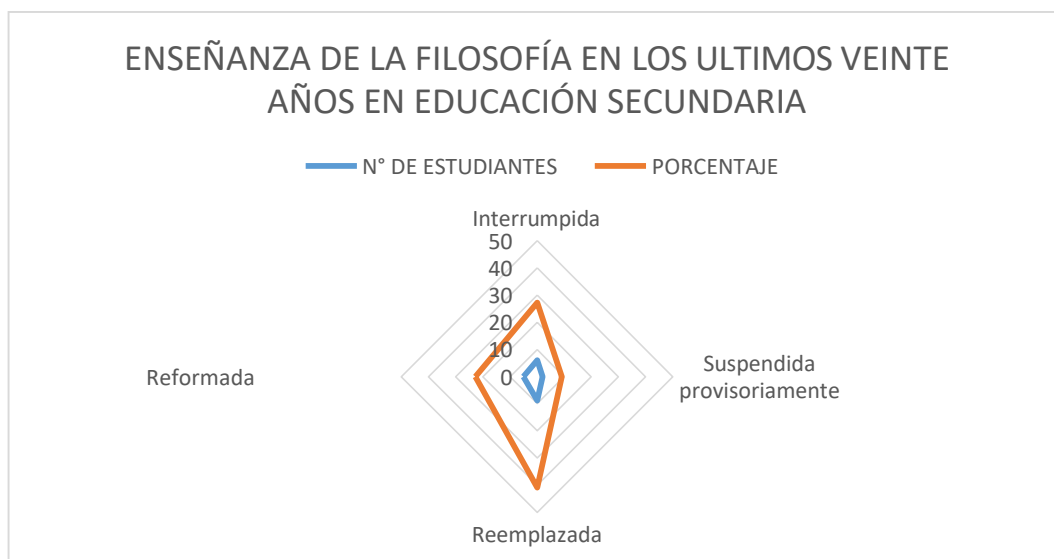 ENSEÑANZA DE LA FILOSOFÍA EN LOS ULTIMOS VEINTE
AÑOS EN EDUCACIÓN SECUNDARIA
N° DE ESTUDIANTES PORCENTAJE
Interrumpida
50
40
30
20
10
0
Reformada
Suspendida
provisoriamente
Reemplazada